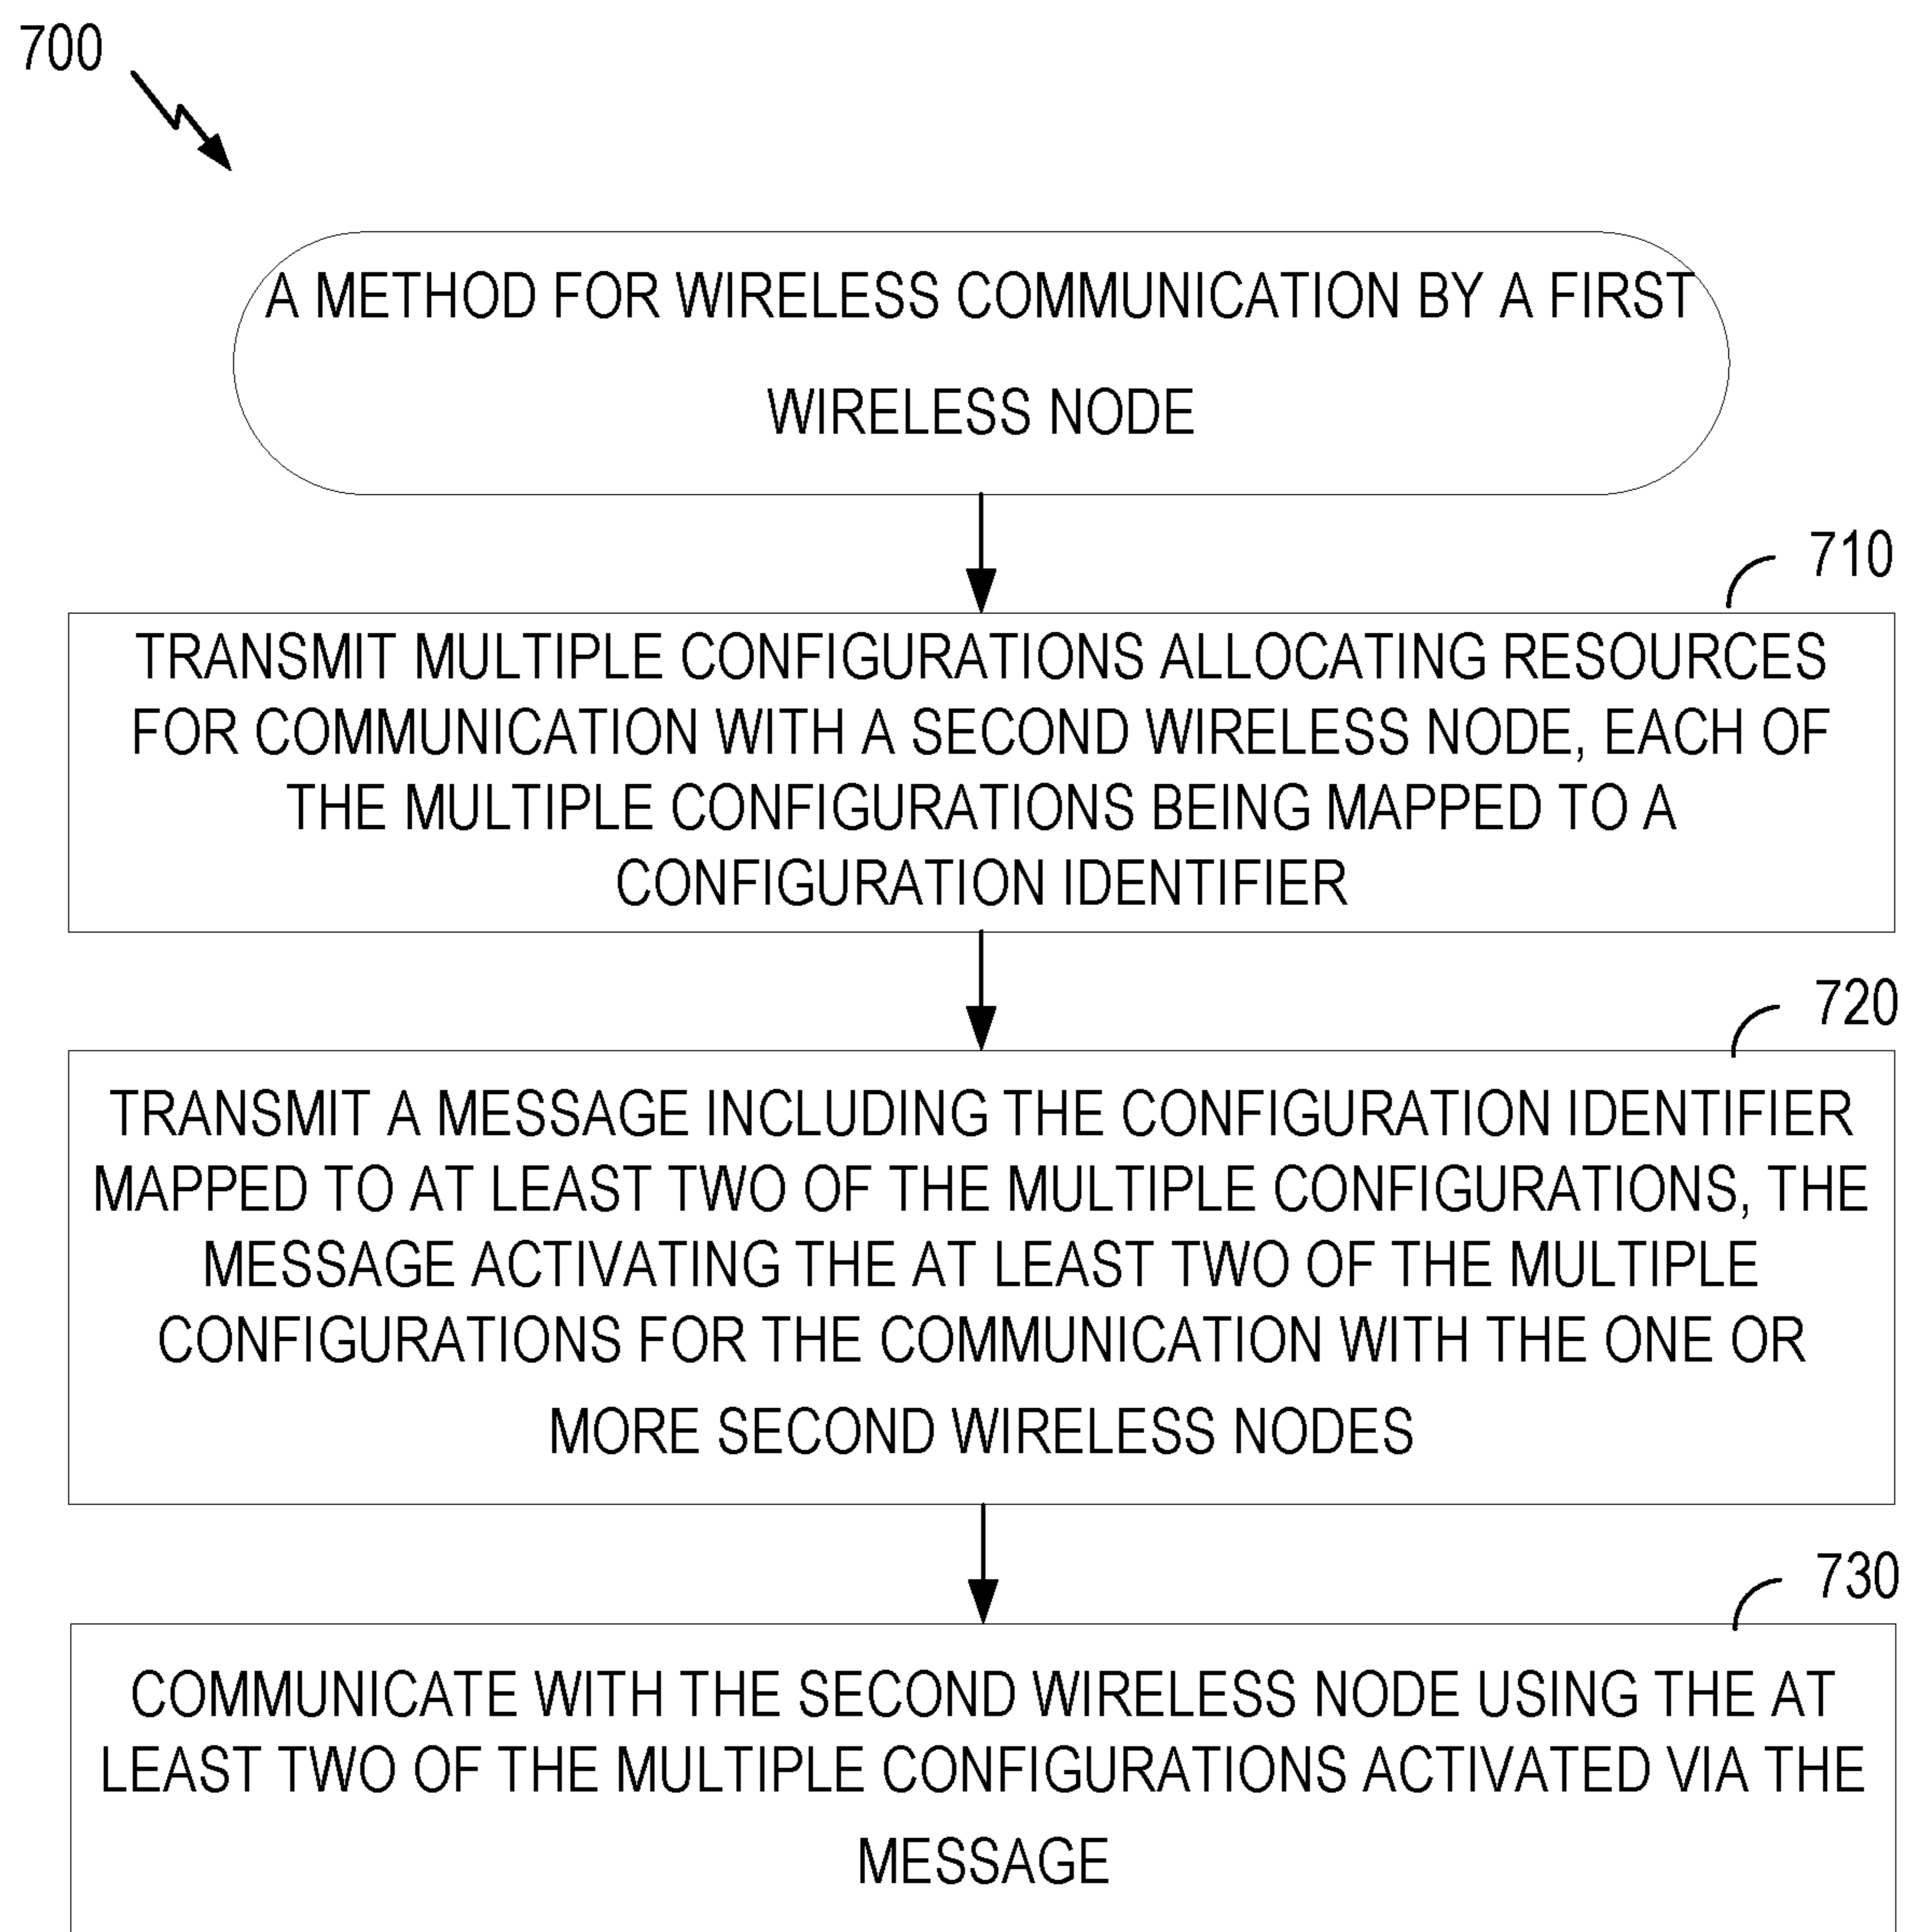 700
A METHOD FOR WIRELESS COMMUNICATION BY A FIRST
WIRELESS NODE
710
TRANSMIT MULTIPLE CONFIGURATIONS ALLOCATING RESOURCES
FOR COMMUNICATION WITH A SECOND WIRELESS NODE, EACH OF
THE MULTIPLE CONFIGURATIONS BEING MAPPED TO A
CONFIGURATION IDENTIFIER
720
TRANSMIT A MESSAGE INCLUDING THE CONFIGURATION IDENTIFIER
MAPPED TO AT LEAST TWO OF THE MULTIPLE CONFIGURATIONS, THE
MESSAGE ACTIVATING THE AT LEAST TWO OF THE MULTIPLE
CONFIGURATIONS FOR THE COMMUNICATION WITH THE ONE OR
MORE SECOND WIRELESS NODES
730
COMMUNICATE WITH THE SECOND WIRELESS NODE USING THE AT
LEAST TWO OF THE MULTIPLE CONFIGURATIONS ACTIVATED VIA THE
MESSAGE